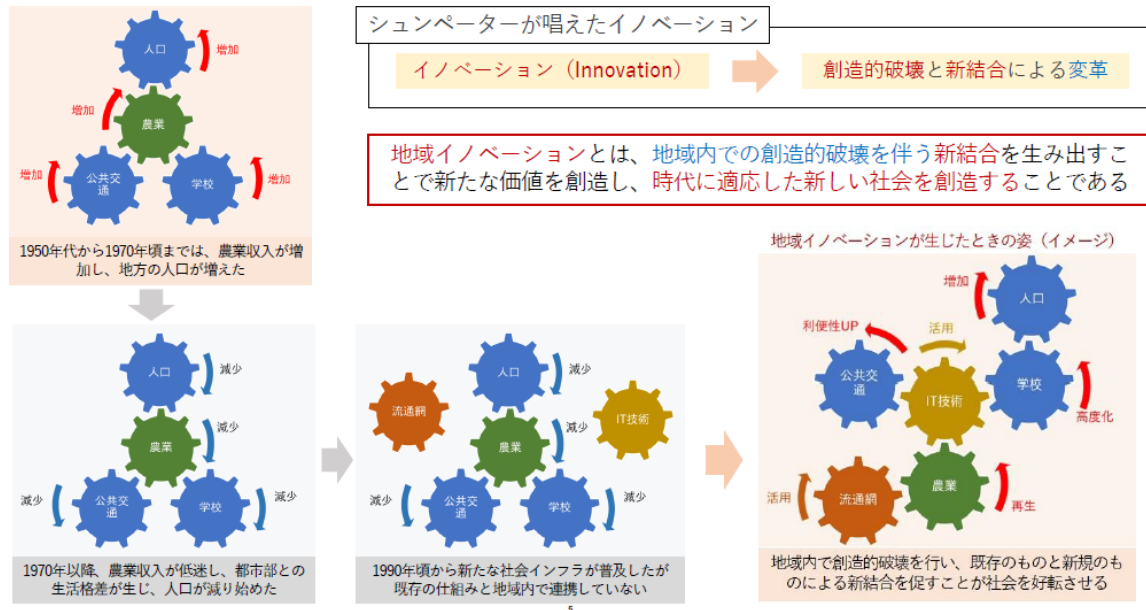 シュンペーターが唱えたイノベーション
イノベーション（Innovation）
創造的破壊と新結合による変革
地域イノベーションとは、地域内での創造的破壊を伴う新結合を生み出すこ
とで新たな価値を創造し、時代に適応した新しい社会を創造することである
人口
増加
増加
農業
増加
公共交
通
学校
増加
1950年代から1970年頃までは、農業収入が増
加し、地方の人口が増えた
人口
減少
農業
減少
減少
公共交
通
学校
減少
1970年以降、農業収入が低迷し、都市部との
生活格差が生じ、人口が減り始めた
人口
減少
流通網
IT技術
農業
減少
減少
公共交
通
学校
減少
1990年頃から新たな社会インフラが普及したが
既存の仕組みと地域内で連携していない
地域イノベーションが生じたときの姿（イメージ）
増加
人口
利便性UP
活用
公共交
通
IT技術
学校
高度化
活用
流通網
農業
再生
地域内で創造的破壊を行い、既存のものと新規のも
のによる新結合を促すことが社会を好転させる
5